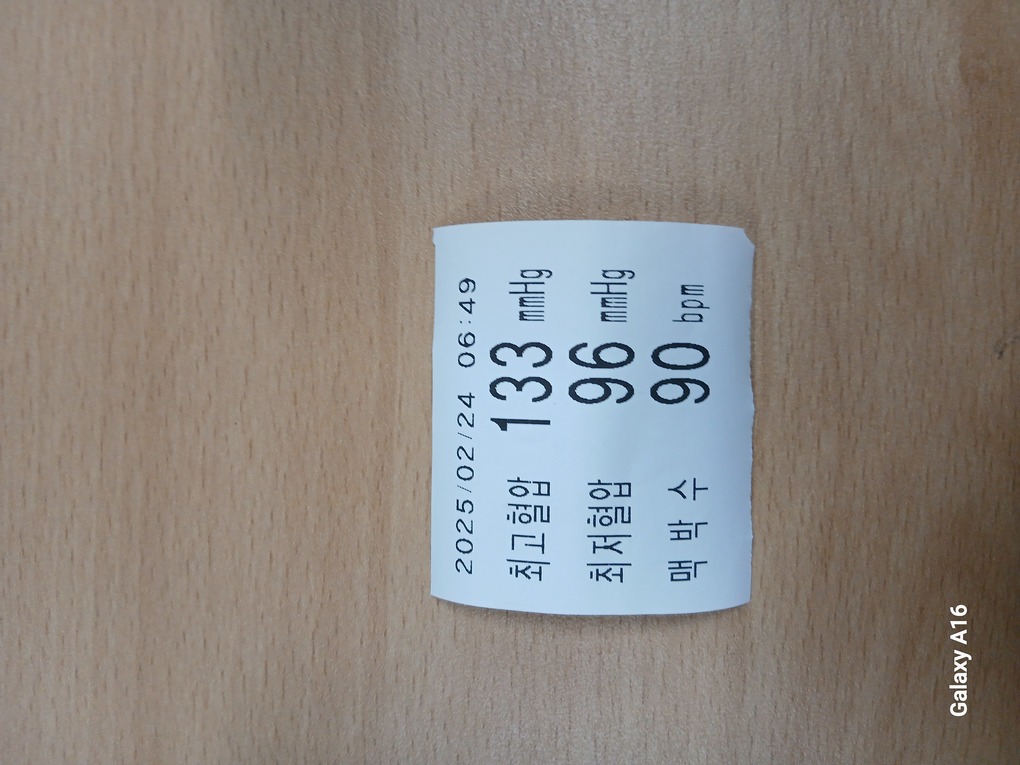 2025/02/24 06:49
최고혈압 133 mmHg
최저혈압 96 mmHg
맥 박 수 90 bpm
Galaxy A16